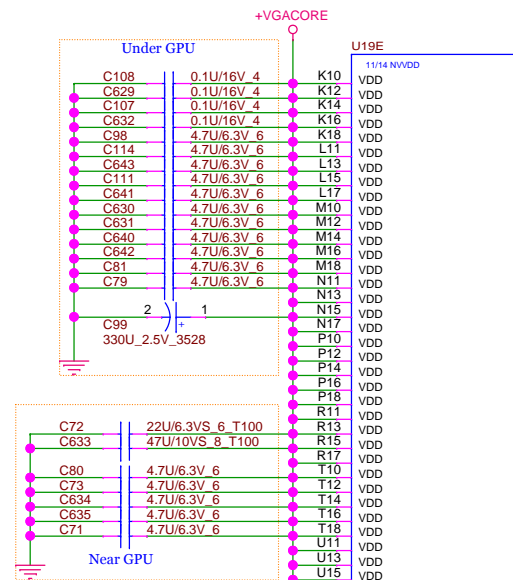 +VGACORE
Under GPU
U19E
11/14 NVVDD
C108 0.1U/16V_4 K10 VDD
C629 0.1U/16V_4 K12 VDD
C107 0.1U/16V_4 K14 VDD
C632 0.1U/16V_4 K16 VDD
C98 4.7U/6.3V_6 K18 VDD
C114 4.7U/6.3V_6 L11 VDD
C643 4.7U/6.3V_6 L13 VDD
C111 4.7U/6.3V_6 L15 VDD
C641 4.7U/6.3V_6 L17 VDD
C630 4.7U/6.3V_6 M10 VDD
C631 4.7U/6.3V_6 M12 VDD
C640 4.7U/6.3V_6 M14 VDD
C642 4.7U/6.3V_6 M16 VDD
C81 4.7U/6.3V_6 M18 VDD
C79 4.7U/6.3V_6 N11 VDD
N13 VDD
2 1 N15 VDD
C99 N17 VDD
330U_2.5V_3528 P10 VDD
P12 VDD
P14 VDD
P16 VDD
P18 VDD
R11 VDD
C72 22U/6.3VS_6_T100 R13 VDD
C633 47U/10VS_8_T100 R15 VDD
R17 VDD
C80 4.7U/6.3V_6 T10 VDD
C73 4.7U/6.3V_6 T12 VDD
C634 4.7U/6.3V_6 T14 VDD
C635 4.7U/6.3V_6 T16 VDD
C71 4.7U/6.3V_6 T18 VDD
U11 VDD
Near GPU U13 VDD
U15 VDD